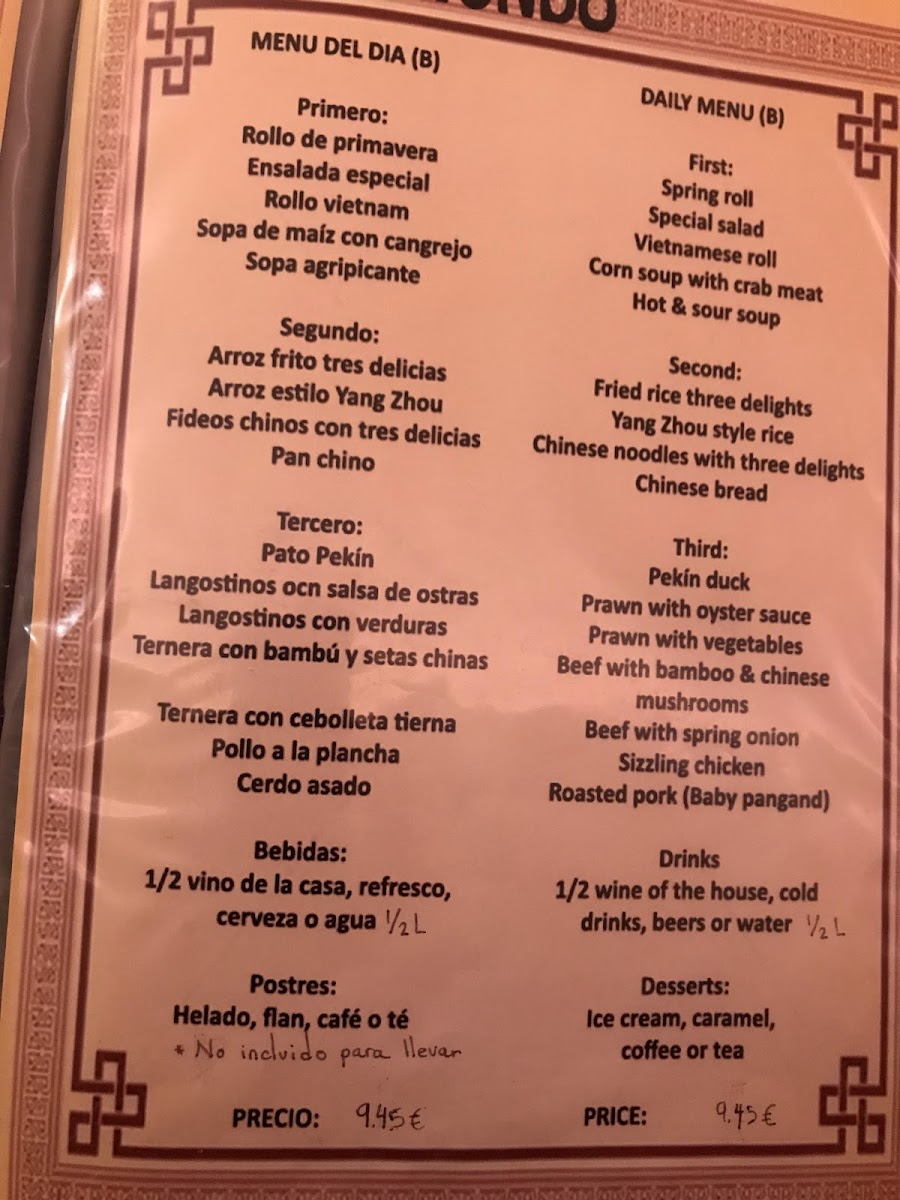 MENU DEL DIA (B)
Primero:
Rollo de primavera
Ensalada especial
Rollo vietnam
Sopa de maíz con cangrejo
Sopa agripicante
Segundo:
Arroz frito tres delicias
Arroz estilo Yang Zhou
Fideos chinos con tres delicias
Pan chino
Tercero:
Pato Pekín
Langostinos ocn salsa de ostras
Langostinos con verduras
Ternera con bambú y setas chinas
Ternera con cebolleta tierna
Pollo a la plancha
Cerdo asado
Bebidas:
1/2 vino de la casa, refresco,
cerveza o agua 1/2 L
Postres:
Helado, flan, café o té
* No incluido para llevar
PRECIO: 9.45€
DAILY MENU (B)
First:
Spring roll
Special salad
Vietnamese roll
Corn soup with crab meat
Hot & sour soup
Second:
Fried rice three delights
Yang Zhou style rice
Chinese noodles with three delights
Chinese bread
Third:
Pekín duck
Prawn with oyster sauce
Prawn with vegetables
Beef with bamboo & chinese
mushrooms
Beef with spring onion
Sizzling chicken
Roasted pork (Baby pangand)
Drinks
1/2 wine of the house, cold
drinks, beers or water 1/2 L
Desserts:
Ice cream, caramel,
coffee or tea
PRICE: 9.45€